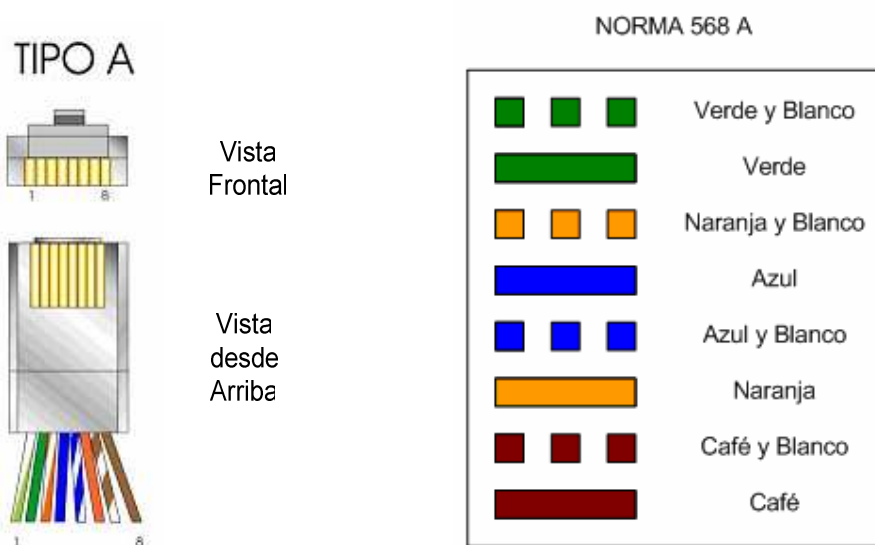 TIPO A
1 8
Vista
Frontal
Vista
desde
Arriba
1 8
NORMA 568 A
Verde y Blanco
Verde
Naranja y Blanco
Azul
Azul y Blanco
Naranja
Café y Blanco
Café